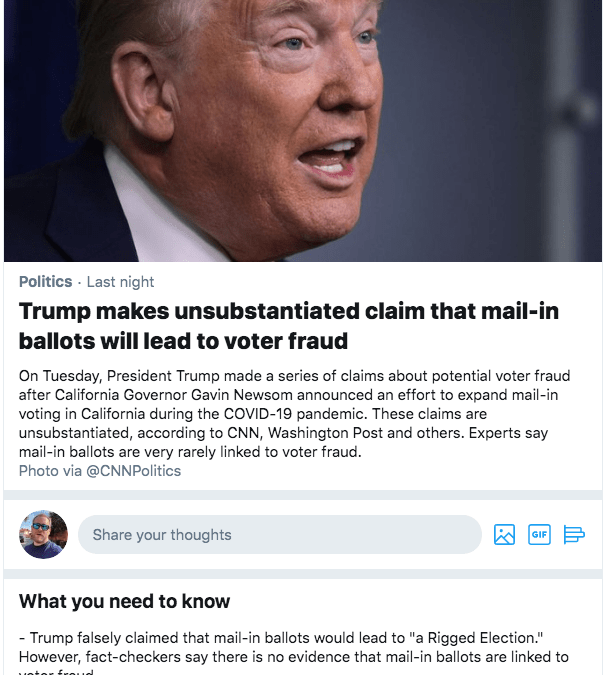 Politics · Last night
Trump makes unsubstantiated claim that mail-in
ballots will lead to voter fraud
On Tuesday, President Trump made a series of claims about potential voter fraud
after California Governor Gavin Newsom announced an effort to expand mail-in
voting in California during the COVID-19 pandemic. These claims are
unsubstantiated, according to CNN, Washington Post and others. Experts say
mail-in ballots are very rarely linked to voter fraud.
Photo via @CNNPolitics
Share your thoughts
GIF
What you need to know
- Trump falsely claimed that mail-in ballots would lead to "a Rigged Election."
However, fact-checkers say there is no evidence that mail-in ballots are linked to
voter fraud